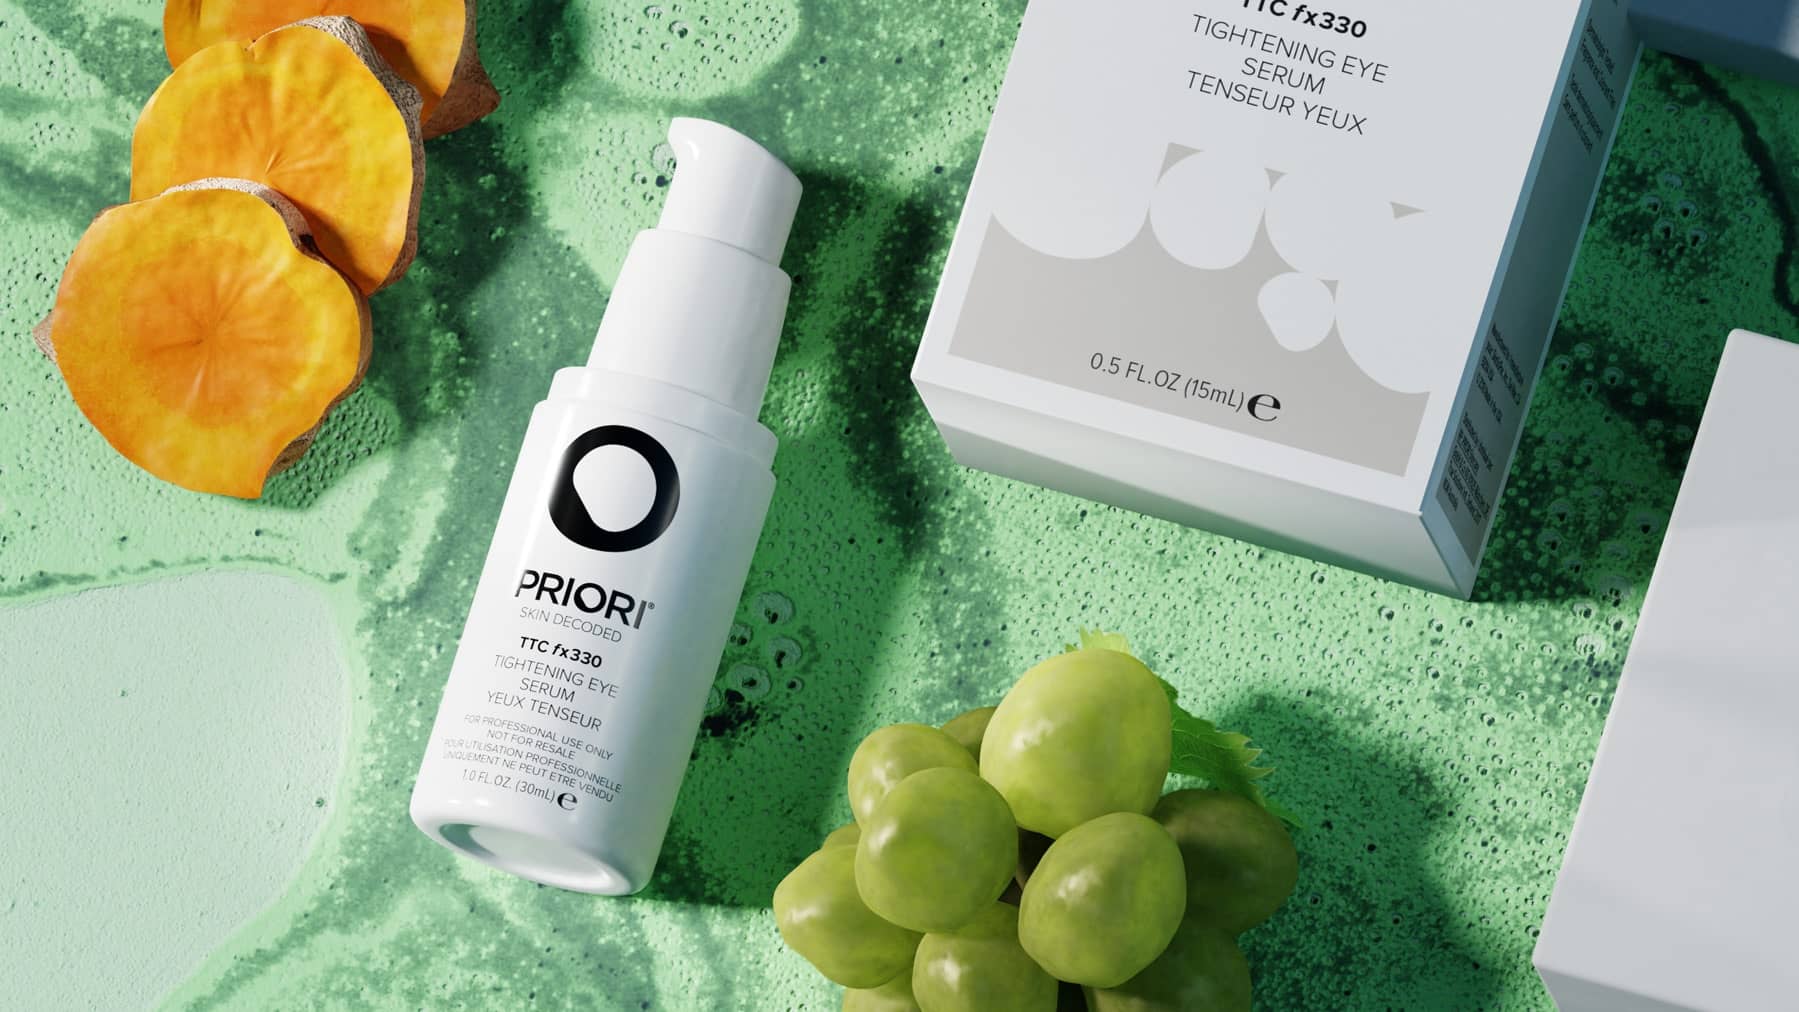 PRIORI®
SKIN DECODED
TTC fx330
TIGHTENING EYE
SERUM
YEUX TENSEUR
FOR PROFESSIONAL USE ONLY
NOT FOR RESALE
POUR UTILISATION PROFESSIONNELLE
UNIQUEMENT NE PEUT ETRE VENDU
1.0 FL.OZ. (30mL) ℮
TTC fx330
TIGHTENING EYE
SERUM
TENSEUR YEUX
0.5 FL.OZ (15mL) ℮